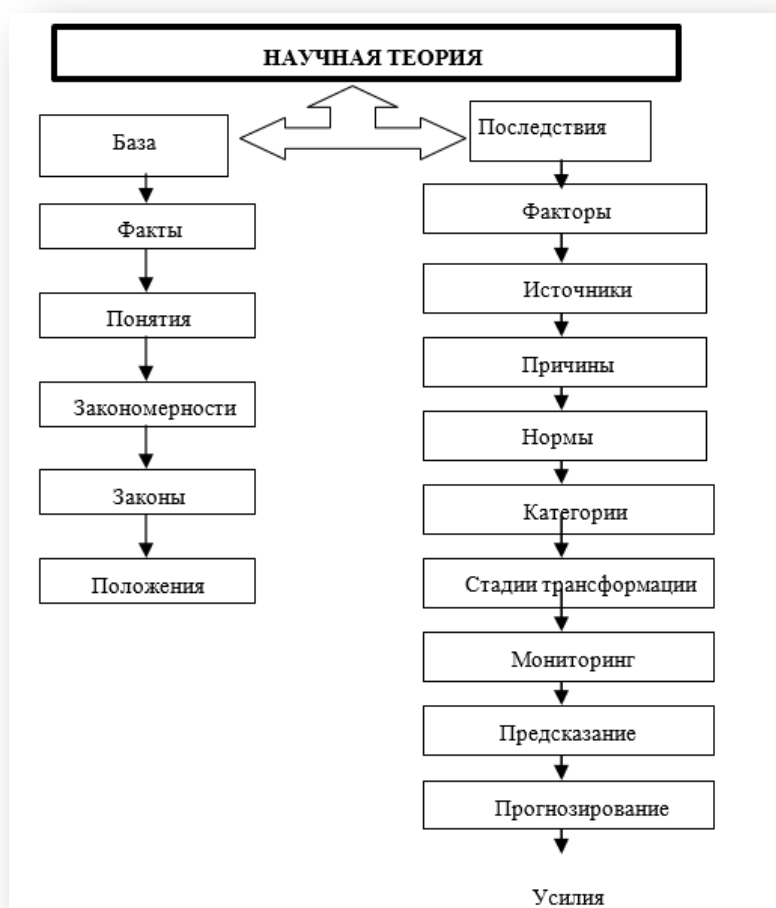 НАУЧНАЯ ТЕОРИЯ
База
Факты
Понятия
Закономерности
Законы
Положения
Последствия
Факторы
Источники
Причины
Нормы
Категории
Стадии трансформации
Мониторинг
Предсказание
Прогнозирование
Усилия